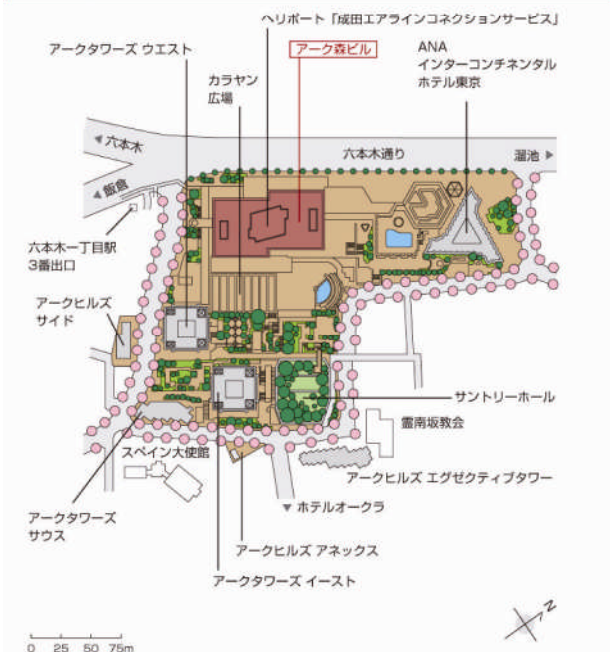 ヘリポート「成田エアラインコネクションサービス」
アークタワーズ ウエスト
アーク森ビル
ANA
インターコンチネンタル
ホテル東京
カラヤン
広場
◀ 六本木
六本木通り
溜池 ▶
◀ 飯倉
六本木一丁目駅
3番出口
アークヒルズ
サイド
サントリーホール
霊南坂教会
スペイン大使館
アークヒルズ エグゼクティブタワー
▼ ホテルオークラ
アークタワーズ
サウス
アークヒルズ アネックス
アークタワーズ イースト
N
0 25 50 75m